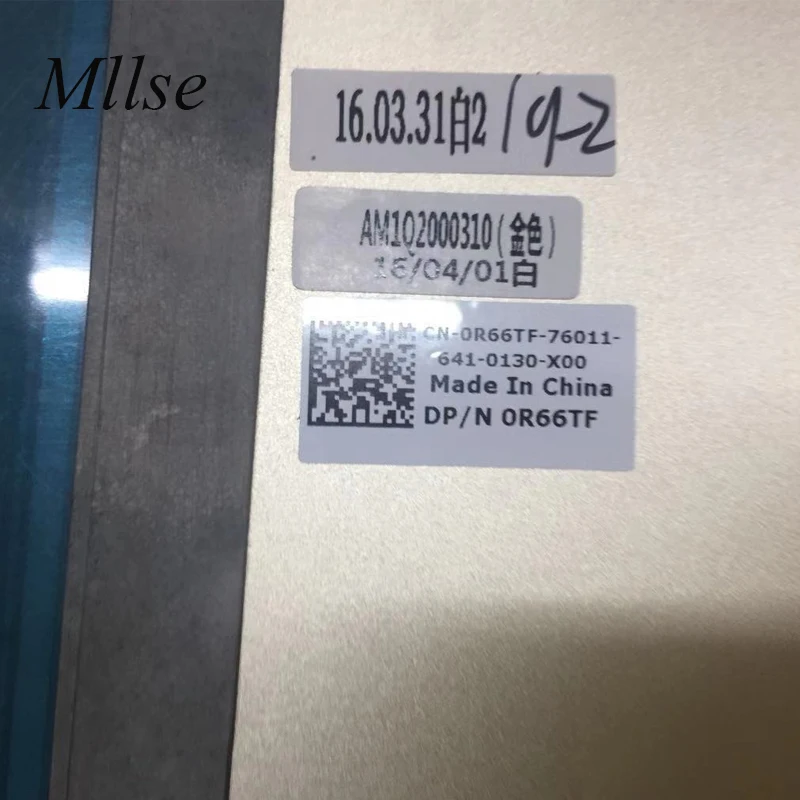 Mllse
16.03.31白2 19-2
AM1Q2000310(金色)
16/04/01白
CN-0R66TF-76011-
641-0130-X00
Made In China
DP/N 0R66TF